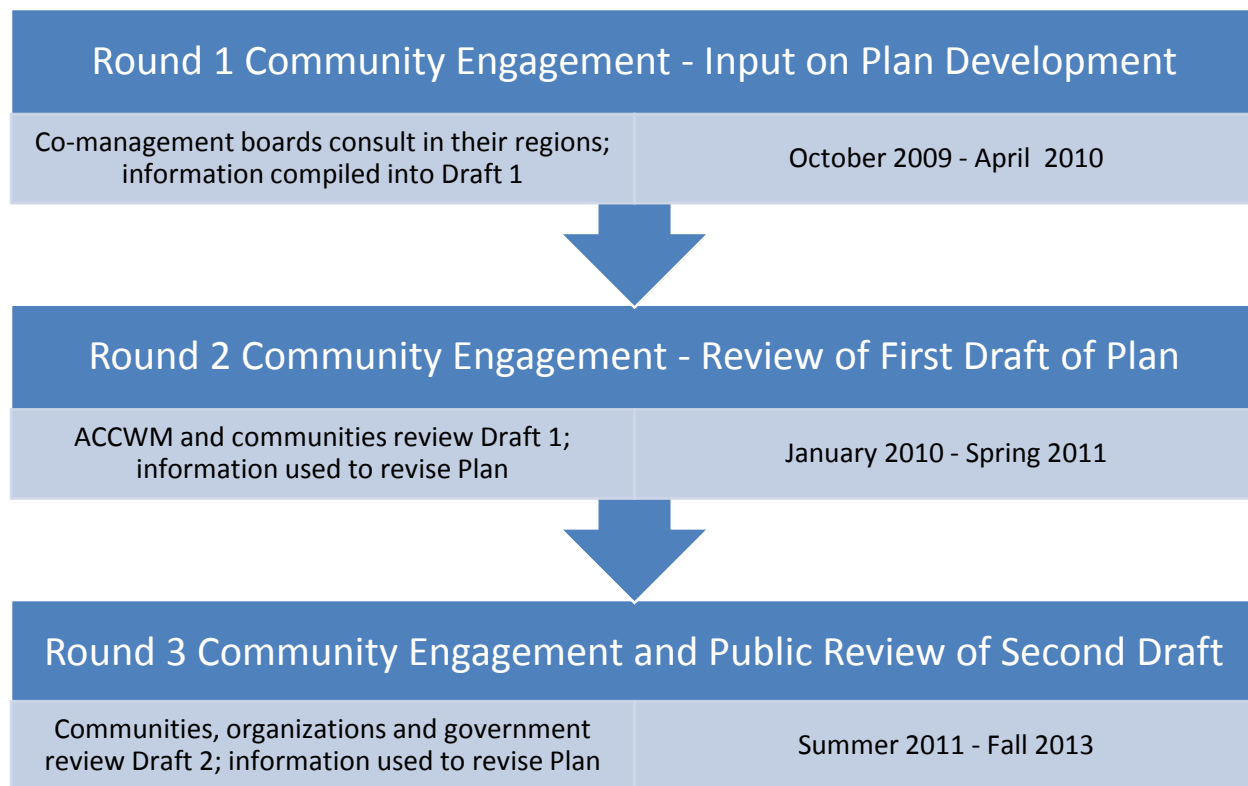 Round 1 Community Engagement - Input on Plan Development
Co-management boards consult in their regions;
information compiled into Draft 1
October 2009 - April 2010
Round 2 Community Engagement - Review of First Draft of Plan
ACCWM and communities review Draft 1;
information used to revise Plan
January 2010 - Spring 2011
Round 3 Community Engagement and Public Review of Second Draft
Communities, organizations and government
review Draft 2; information used to revise Plan
Summer 2011 - Fall 2013